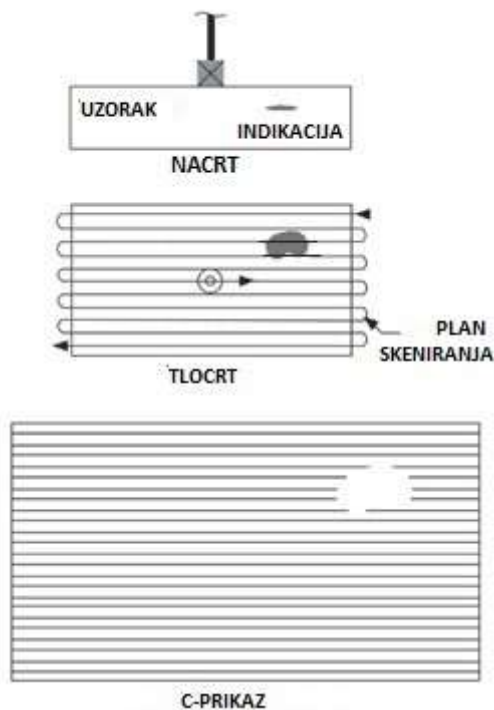 UZORAK
INDIKACIJA
NACRT
PLAN
SKENIRANJA
TLOCRT
C-PRIKAZ